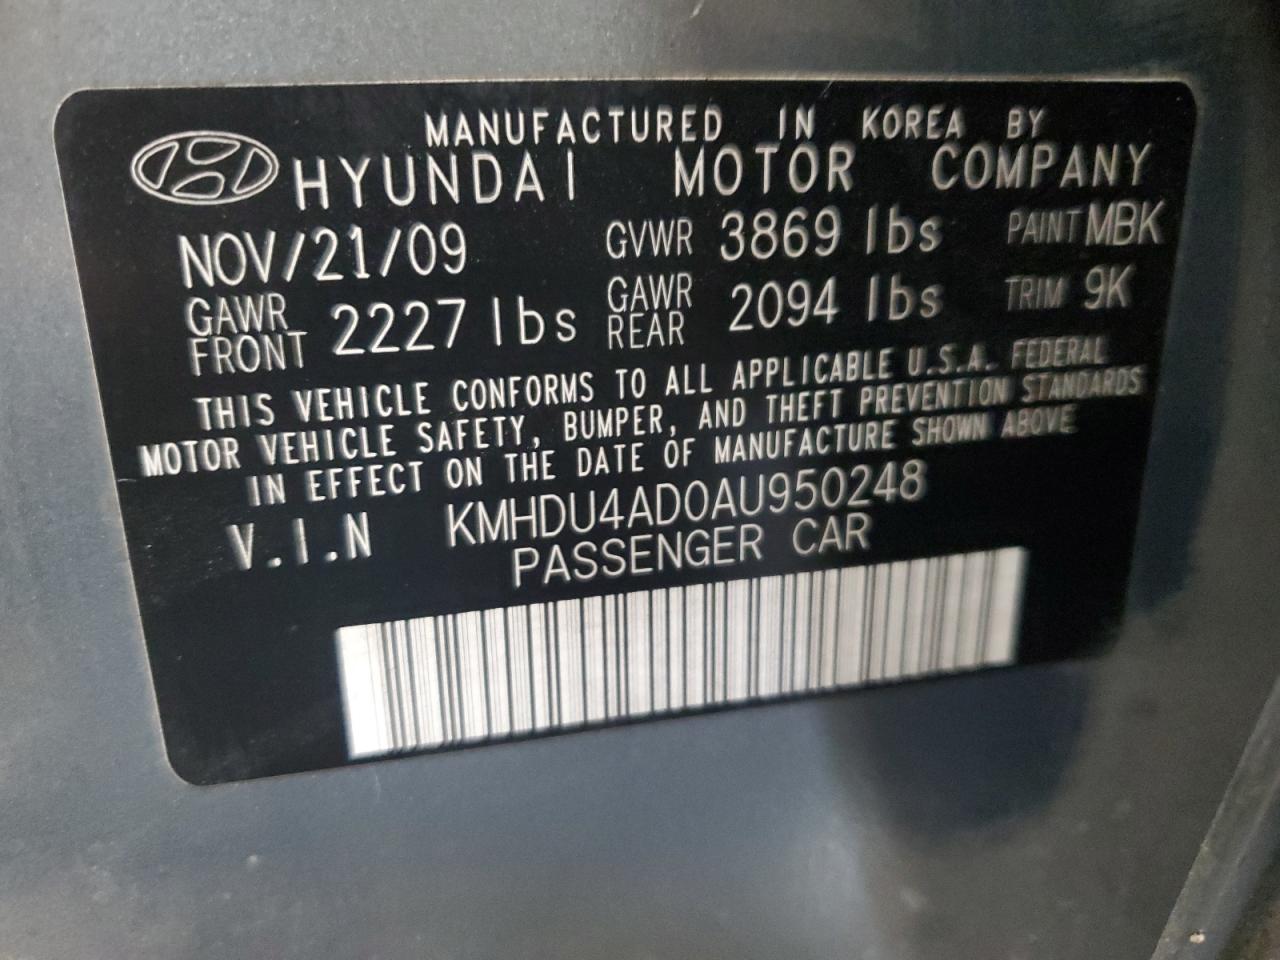 MANUFACTURED IN KOREA BY
HYUNDAI MOTOR COMPANY
NOV/21/09 GVWR 3869 lbs PAINT MBK
GAWR FRONT 2227 lbs GAWR REAR 2094 lbs TRIM 9K
THIS VEHICLE CONFORMS TO ALL APPLICABLE U.S.A. FEDERAL
MOTOR VEHICLE SAFETY, BUMPER, AND THEFT PREVENTION STANDARDS
IN EFFECT ON THE DATE OF MANUFACTURE SHOWN ABOVE
V.I.N KMHDU4AD0AU950248
PASSENGER CAR